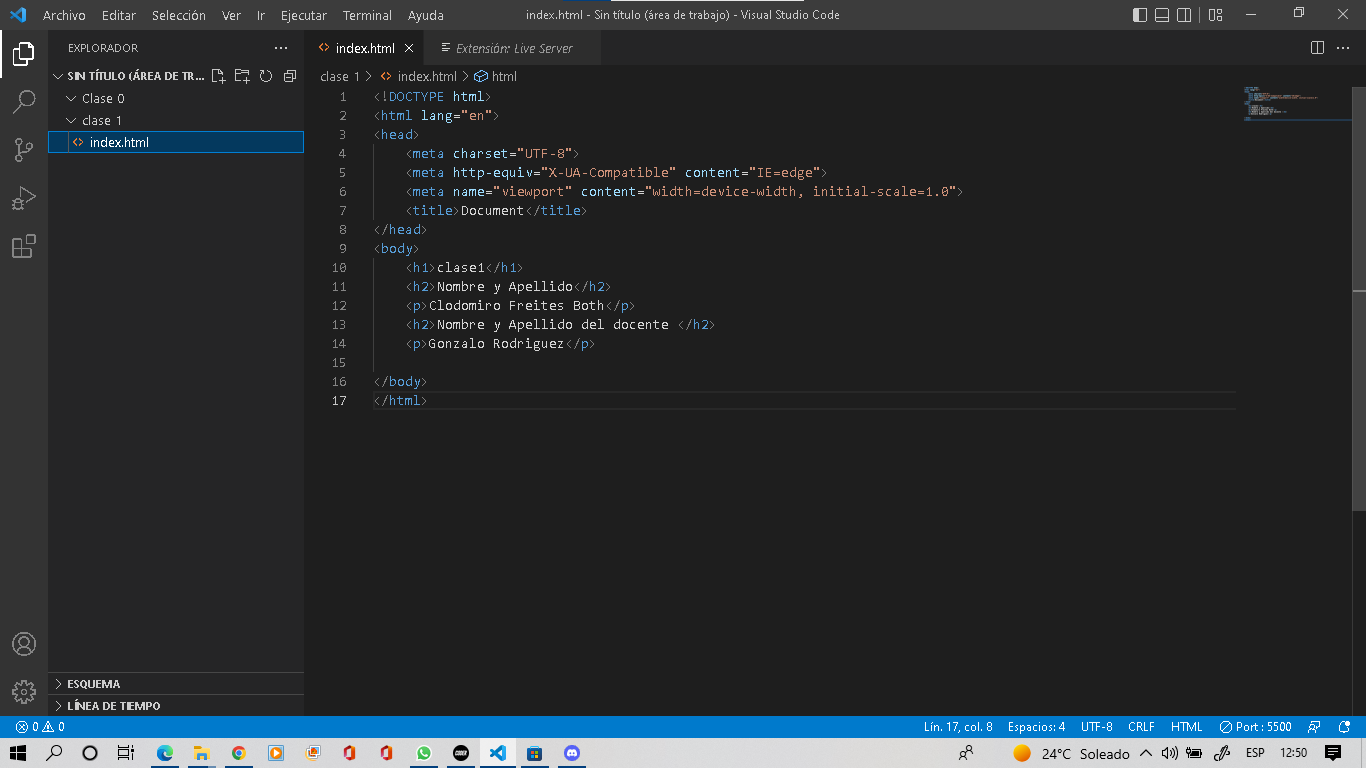 Archivo Editar Selección Ver Ir Ejecutar Terminal Ayuda index.html - Sin título (área de trabajo) - Visual Studio Code
EXPLORADOR
index.html
Extensión: Live Server
SIN TÍTULO (ÁREA DE TR...
Clase 0
clase 1
index.html
clase 1 > index.html > html
1 <!DOCTYPE html>
2 <html lang="en">
3 <head>
4 <meta charset="UTF-8">
5 <meta http-equiv="X-UA-Compatible" content="IE=edge">
6 <meta name="viewport" content="width=device-width, initial-scale=1.0">
7 <title>Document</title>
8 </head>
9 <body>
10 <h1>clase1</h1>
11 <h2>Nombre y Apellido</h2>
12 <p>Clodomiro Freites Both</p>
13 <h2>Nombre y Apellido del docente </h2>
14 <p>Gonzalo Rodriguez</p>
15
16 </body>
17 </html>
ESQUEMA
LÍNEA DE TIEMPO
0 0 Lín. 17, col. 8 Espacios: 4 UTF-8 CRLF HTML Port : 5500
24°C Soleado ESP 12:50